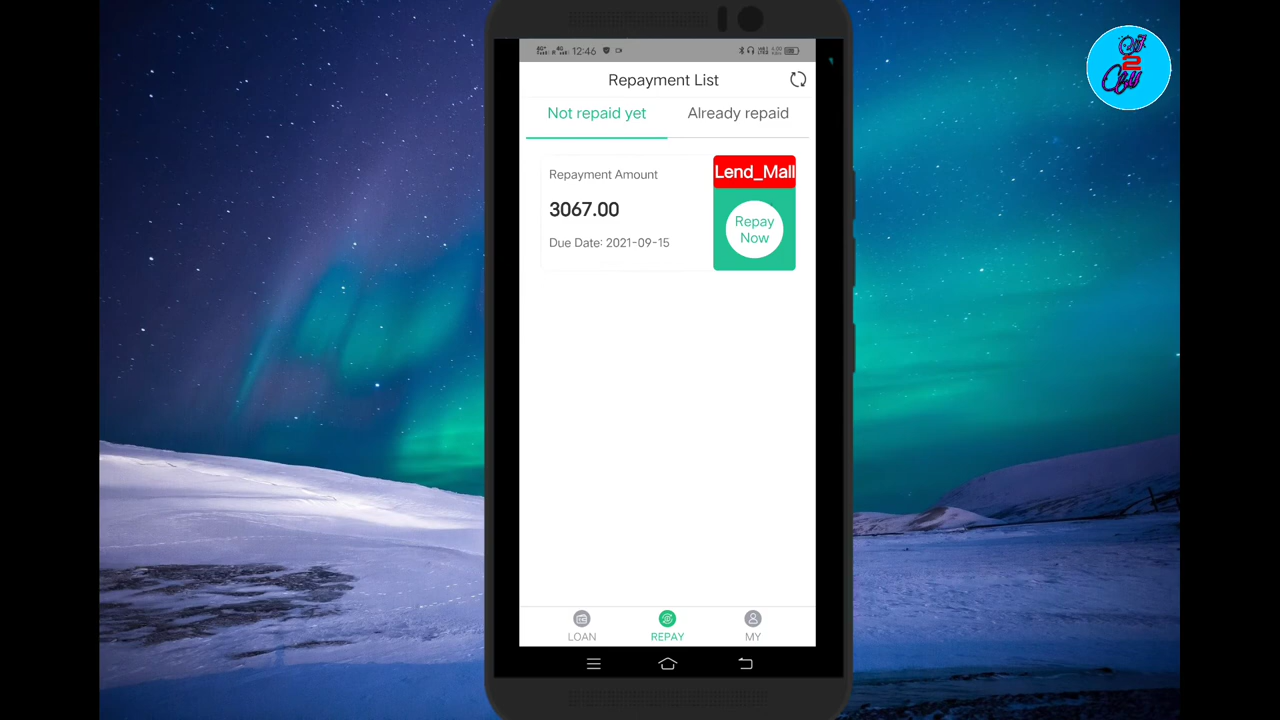 12:46
Repayment List
Not repaid yet
Already repaid
Repayment Amount
3067.00
Due Date: 2021-09-15
Lend_Mall
Repay
Now
LOAN
REPAY
MY